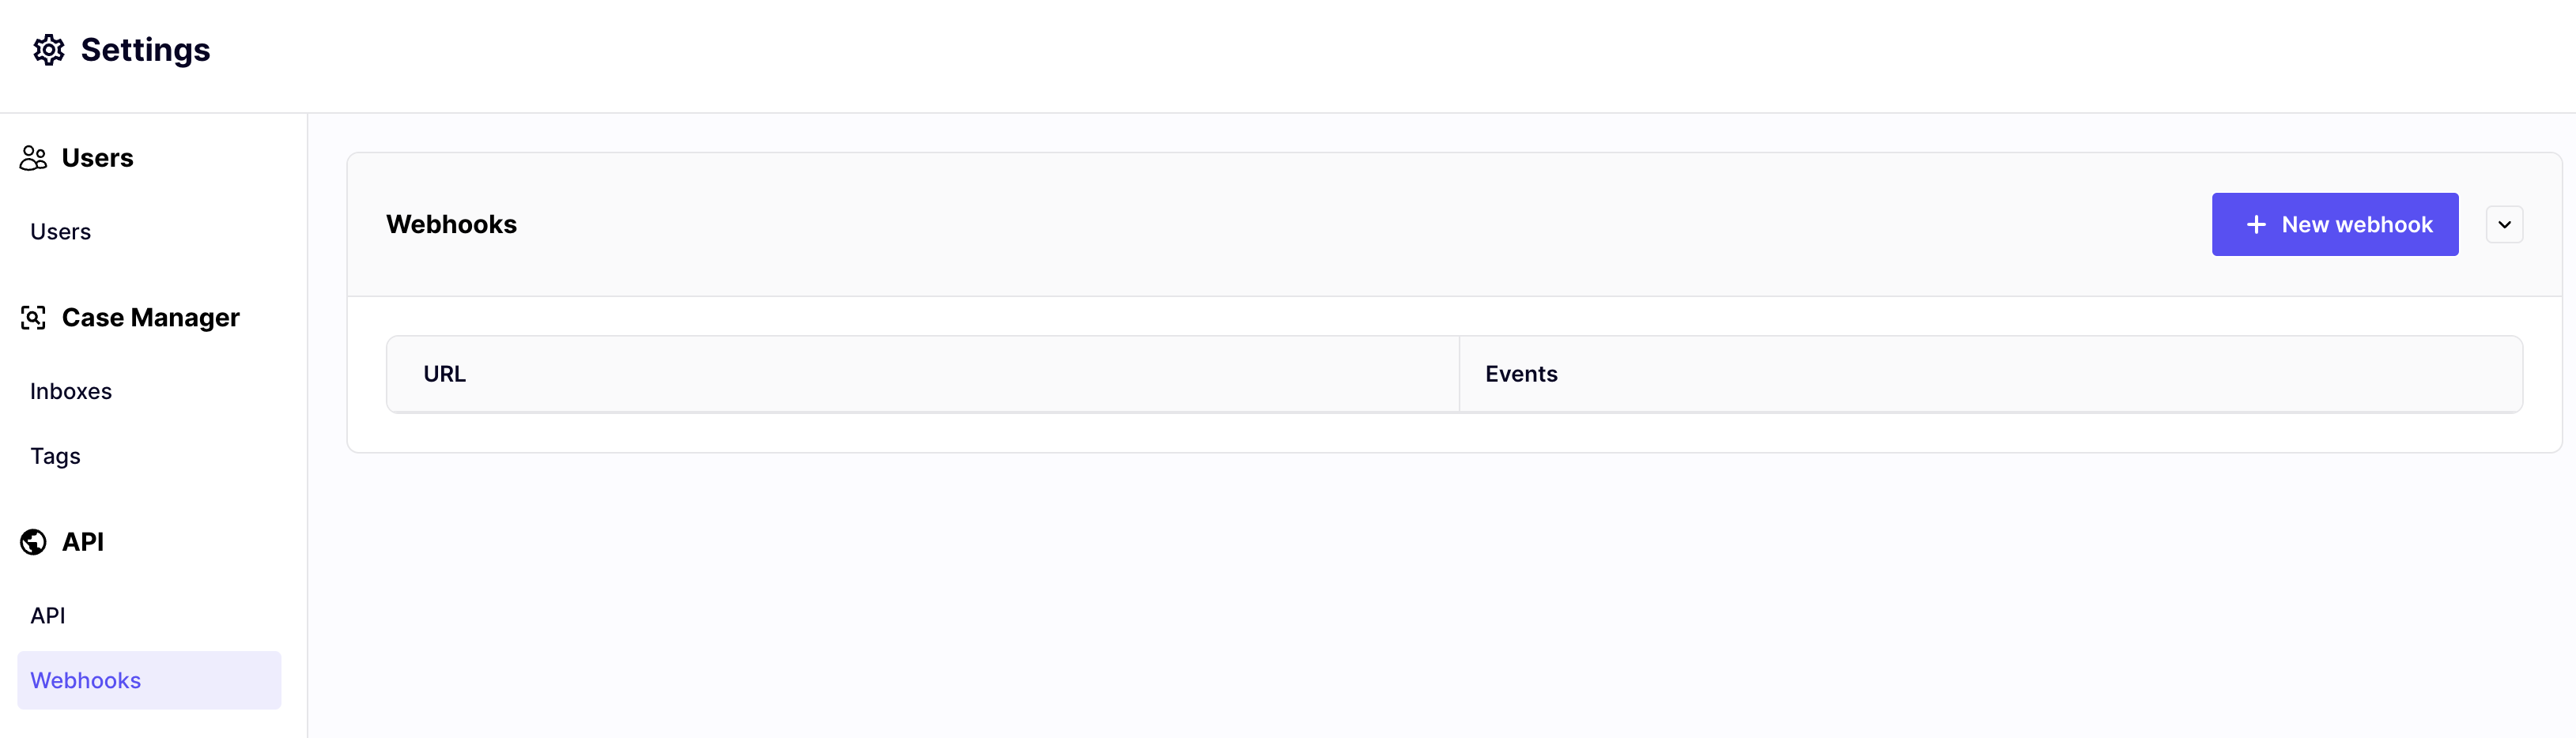 Settings
Users
Users
Case Manager
Inboxes
Tags
API
API
Webhooks
Webhooks
New webhook
URL
Events